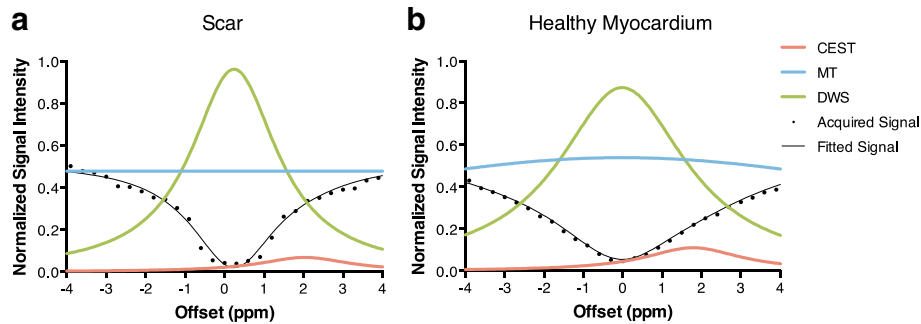 a
Scar
Normalized Signal Intensity
1.0
0.8
0.6
0.4
0.2
0.0
-4 -3 -2 -1 0 1 2 3 4
Offset (ppm)
b
Healthy Myocardium
Normalized Signal Intensity
1.0
0.8
0.6
0.4
0.2
0.0
-4 -3 -2 -1 0 1 2 3 4
Offset (ppm)
CEST
MT
DWS
Acquired Signal
Fitted Signal